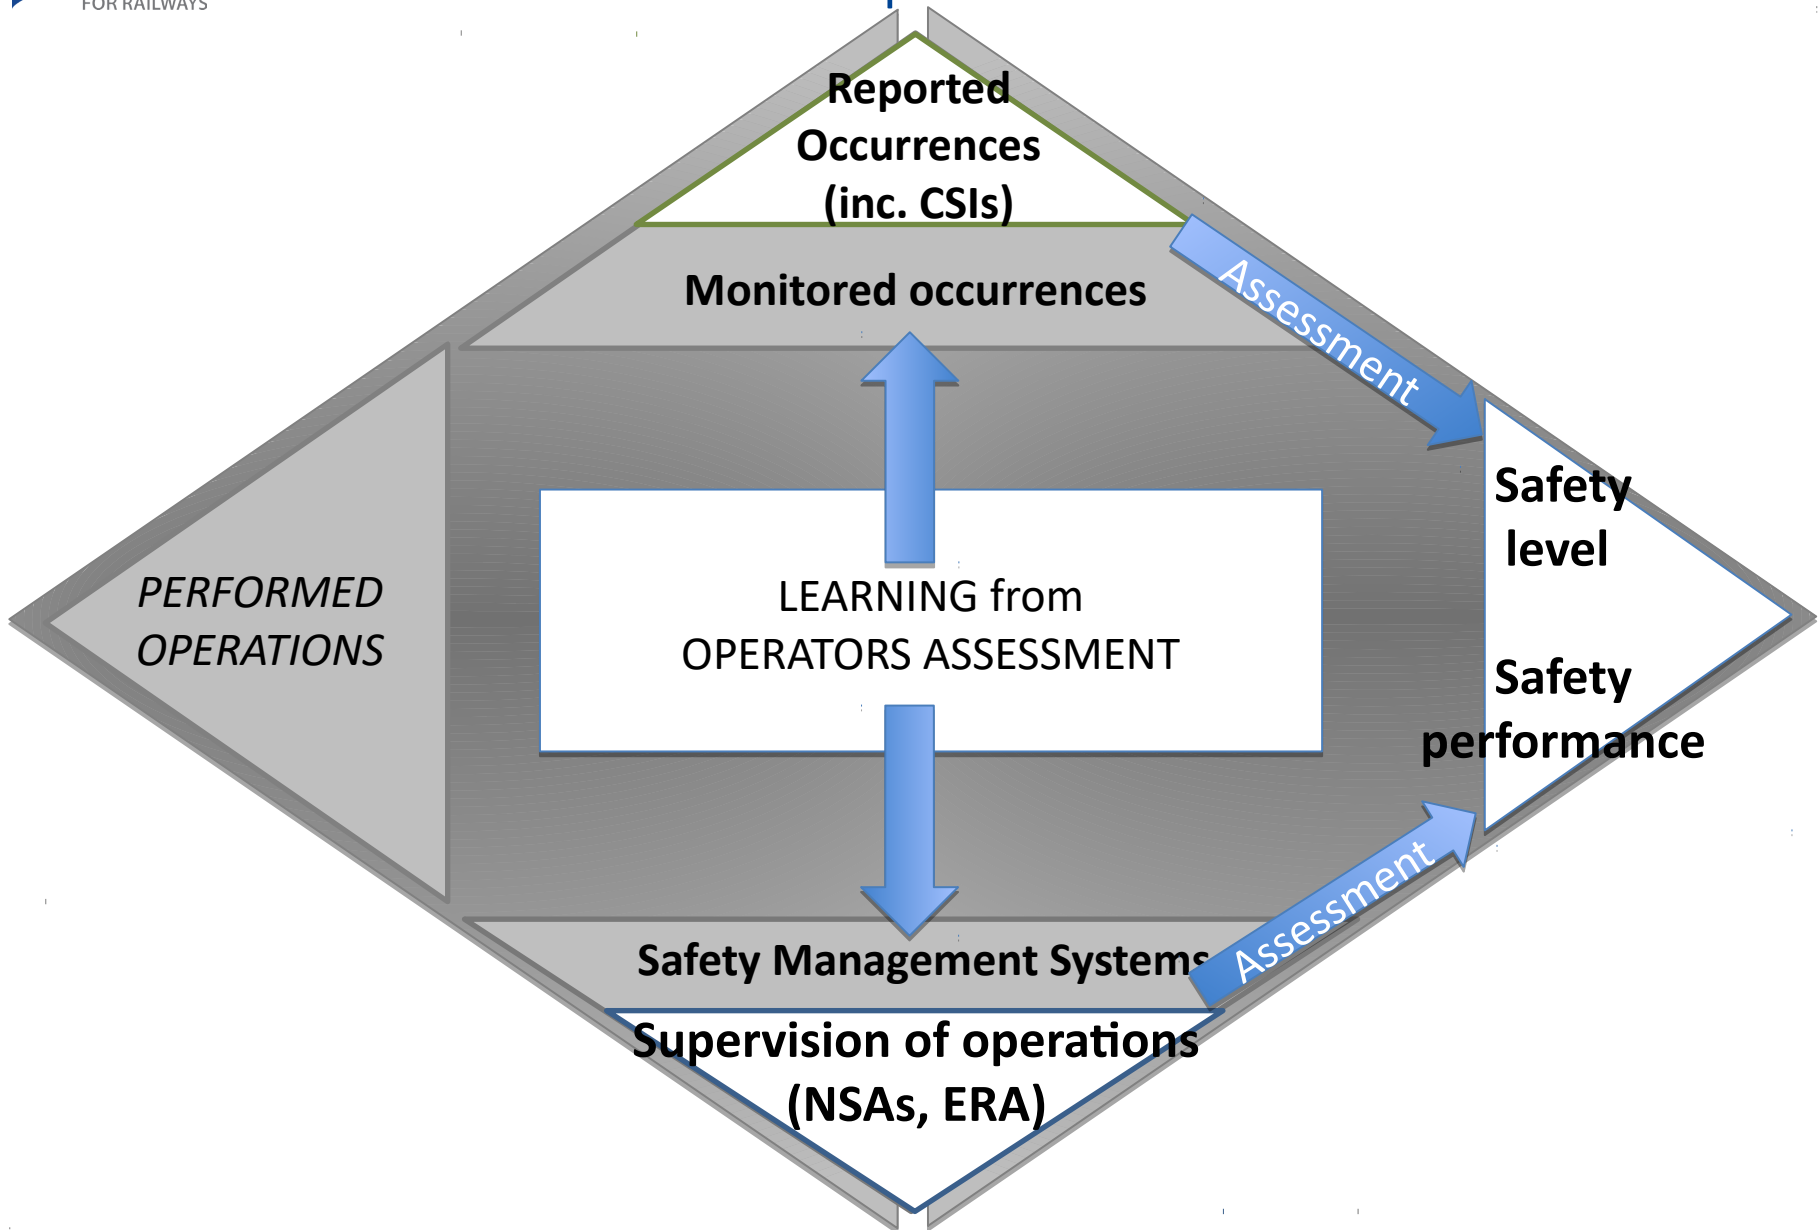 FOR RAILWAYS
Reported
Occurrences
(inc. CSIs)
Monitored occurrences
Assessment
Safety
level
PERFORMED
OPERATIONS
LEARNING from
OPERATORS ASSESSMENT
Safety
performance
Safety Management Systems
Assessment
Supervision of operations
(NSAs, ERA)